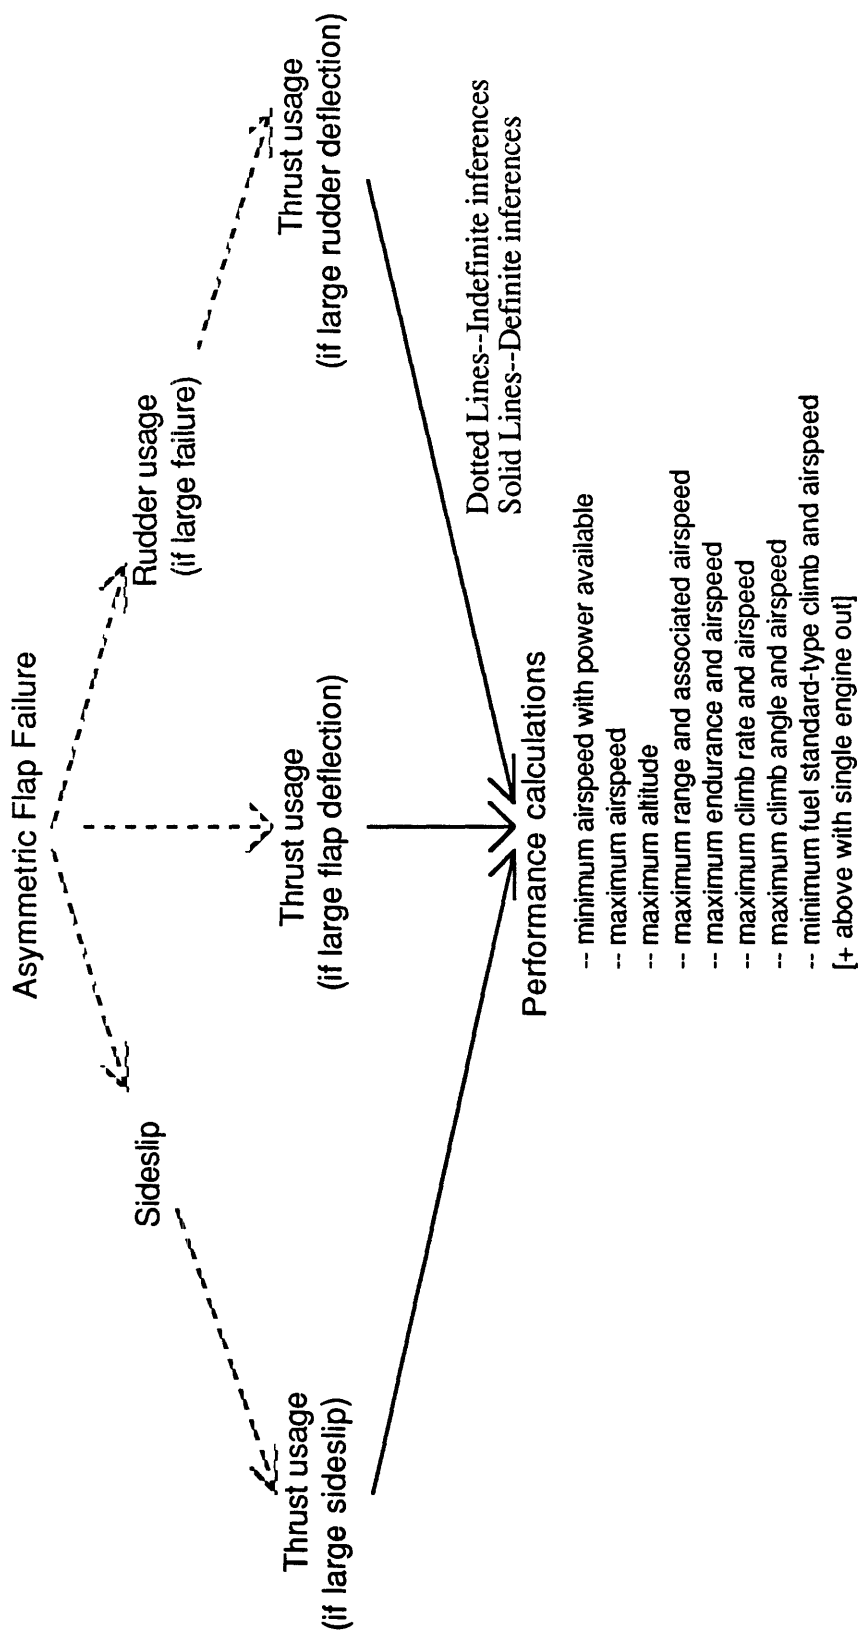 Asymmetric Flap Failure
Sideslip
Rudder usage
(if large failure)
Thrust usage
(if large sideslip)
Thrust usage
(if large flap deflection)
Thrust usage
(if large rudder deflection)
Dotted Lines--Indefinite inferences
Solid Lines--Definite inferences
Performance calculations
-- minimum airspeed with power available
-- maximum airspeed
-- maximum altitude
-- maximum range and associated airspeed
-- maximum endurance and airspeed
-- maximum climb rate and airspeed
-- maximum climb angle and airspeed
-- minimum fuel standard-type climb and airspeed
[+ above with single engine out]